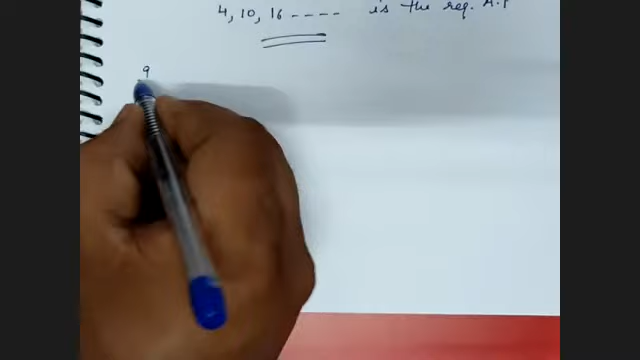 4, 10, 16 ---- is the req. A.P
9